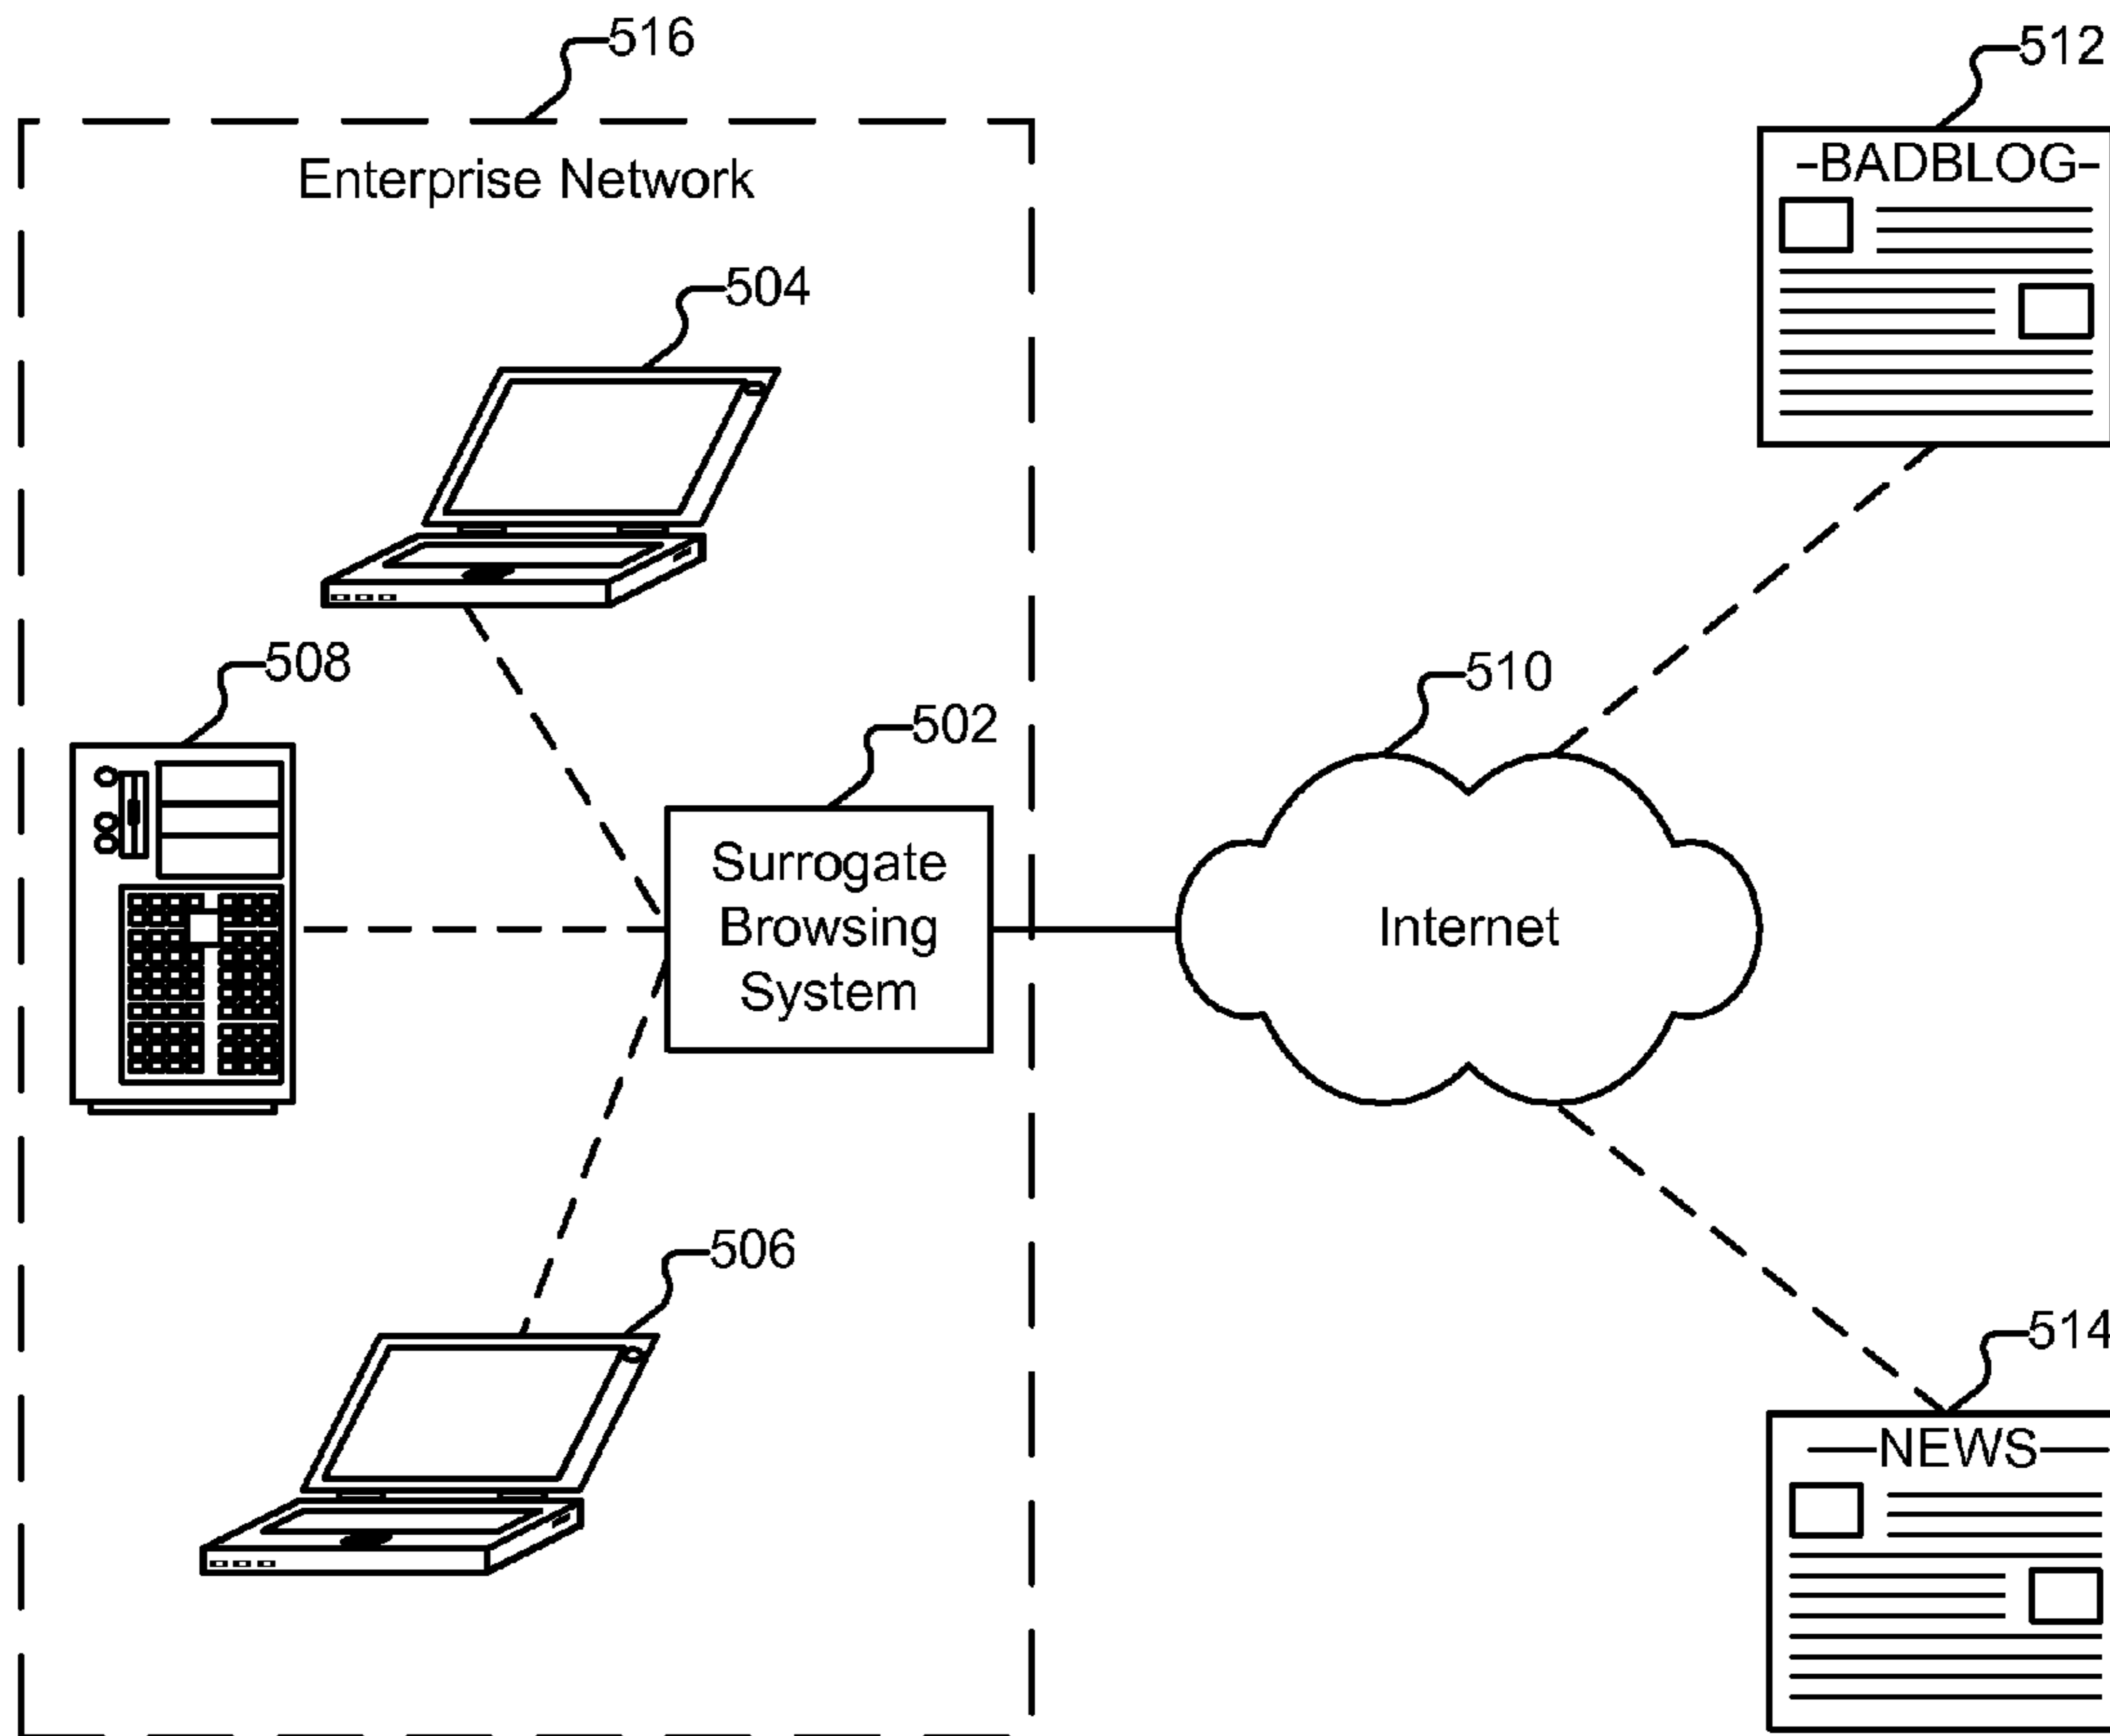 516
512
Enterprise Network
-BADBLOG-
504
508
510
502
Surrogate
Browsing
System
Internet
506
514
NEWS